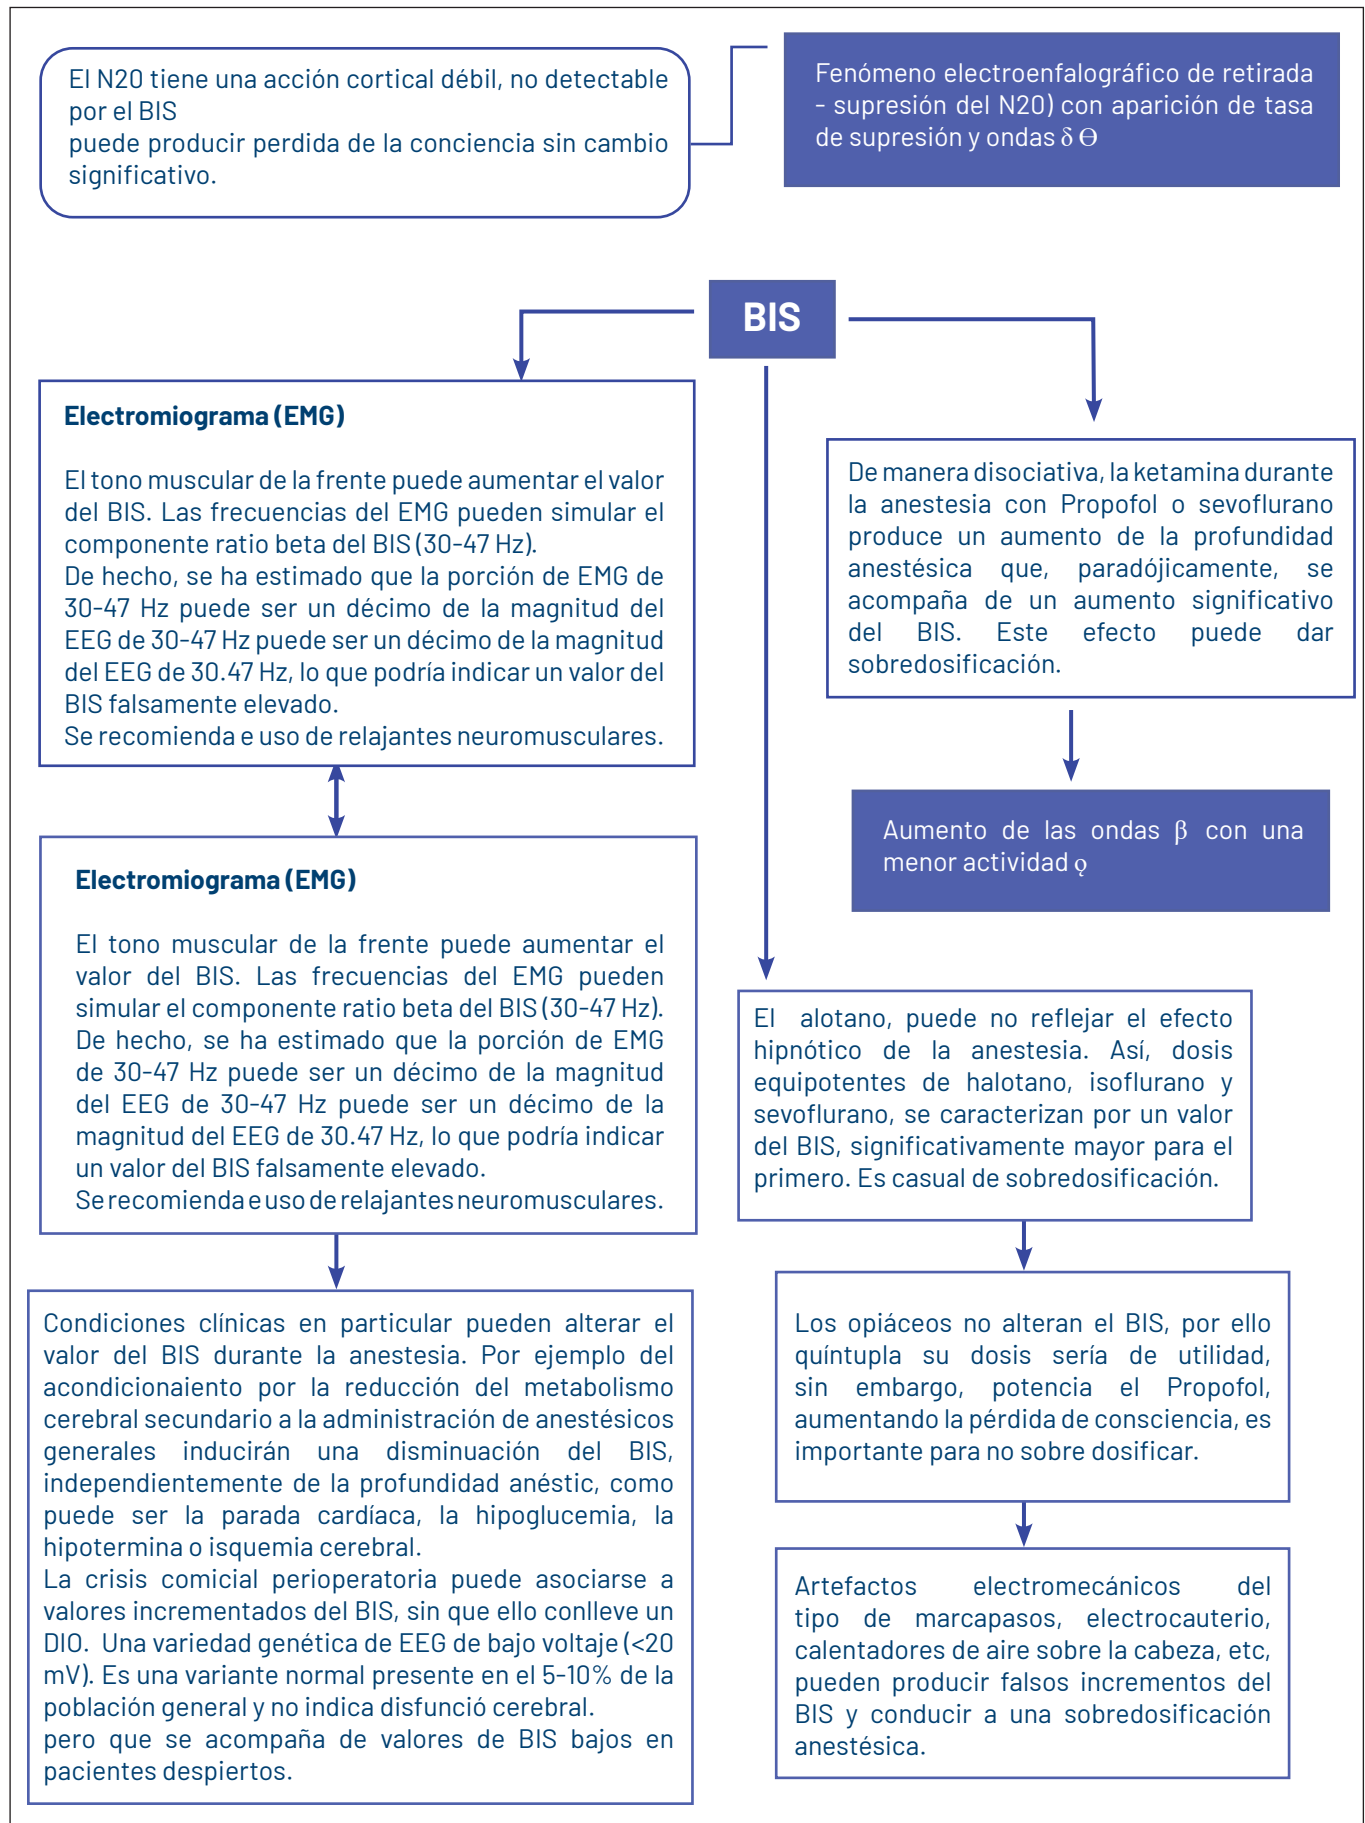 El N20 tiene una acción cortical débil, no detectable
por el BIS
puede producir perdida de la conciencia sin cambio
significativo.
Fenómeno electroenfalográfico de retirada
- supresión del N20) con aparición de tasa
de supresión y ondas δ Θ
BIS
Electromiograma (EMG)
El tono muscular de la frente puede aumentar el valor
del BIS. Las frecuencias del EMG pueden simular el
componente ratio beta del BIS (30-47 Hz).
De hecho, se ha estimado que la porción de EMG de
30-47 Hz puede ser un décimo de la magnitud del
EEG de 30-47 Hz puede ser un décimo de la magnitud
del EEG de 30.47 Hz, lo que podría indicar un valor del
BIS falsamente elevado.
Se recomienda e uso de relajantes neuromusculares.
Electromiograma (EMG)
El tono muscular de la frente puede aumentar el
valor del BIS. Las frecuencias del EMG pueden
simular el componente ratio beta del BIS (30-47 Hz).
De hecho, se ha estimado que la porción de EMG
de 30-47 Hz puede ser un décimo de la magnitud
del EEG de 30-47 Hz puede ser un décimo de la
magnitud del EEG de 30.47 Hz, lo que podría indicar
un valor del BIS falsamente elevado.
Se recomienda e uso de relajantes neuromusculares.
Condiciones clínicas en particular pueden alterar el
valor del BIS durante la anestesia. Por ejemplo del
acondicionaiento por la reducción del metabolismo
cerebral secundario a la administración de anestésicos
generales inducirán una disminuación del BIS,
independientemente de la profundidad anéstic, como
puede ser la parada cardíaca, la hipoglucemia, la
hipotermina o isquemia cerebral.
La crisis comicial perioperatoria puede asociarse a
valores incrementados del BIS, sin que ello conlleve un
DIO. Una variedad genética de EEG de bajo voltaje (<20
mV). Es una variante normal presente en el 5-10% de la
población general y no indica disfunció cerebral.
pero que se acompaña de valores de BIS bajos en
pacientes despiertos.
De manera disociativa, la ketamina durante
la anestesia con Propofol o sevoflurano
produce un aumento de la profundidad
anestésica que, paradójicamente, se
acompaña de un aumento significativo
del BIS. Este efecto puede dar
sobredosificación.
Aumento de las ondas β con una
menor actividad ƍ
El alotano, puede no reflejar el efecto
hipnótico de la anestesia. Así, dosis
equipotentes de halotano, isoflurano y
sevoflurano, se caracterizan por un valor
del BIS, significativamente mayor para el
primero. Es casual de sobredosificación.
Los opiáceos no alteran el BIS, por ello
quíntupla su dosis sería de utilidad,
sin embargo, potencia el Propofol,
aumentando la pérdida de consciencia, es
importante para no sobre dosificar.
Artefactos electromecánicos del
tipo de marcapasos, electrocauterio,
calentadores de aire sobre la cabeza, etc,
pueden producir falsos incrementos del
BIS y conducir a una sobredosificación
anestésica.